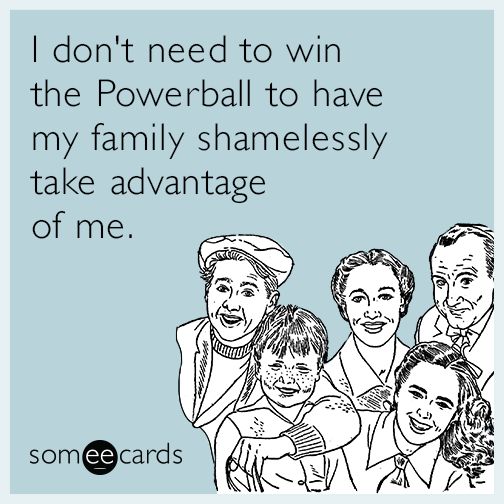 I don't need to win
the Powerball to have
my family shamelessly
take advantage
of me.
someecards